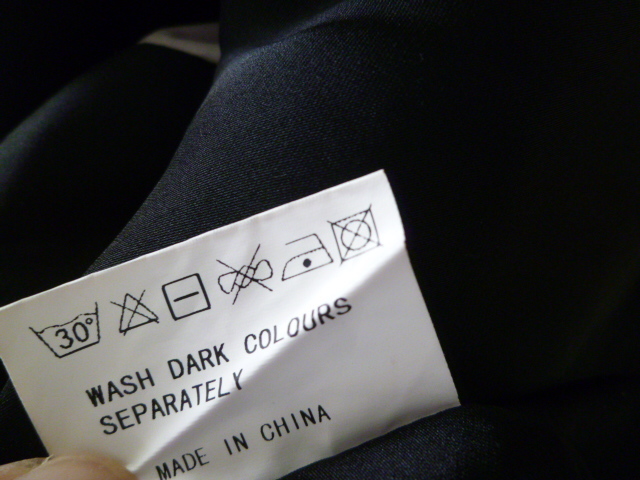 30°
WASH DARK COLOURS
SEPARATELY
MADE IN CHINA